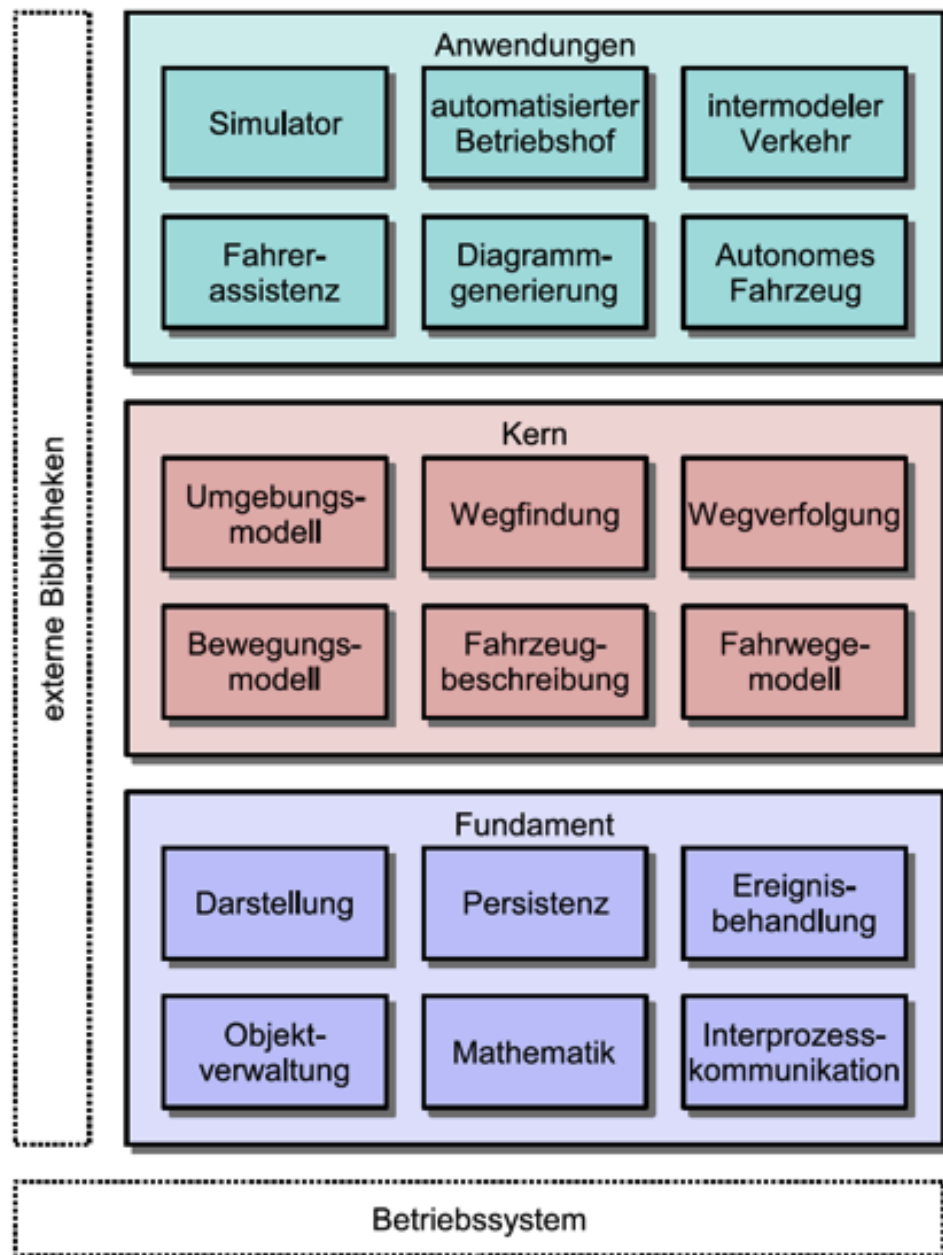 Anwendungen
Simulator
automatisierter
Betriebshof
intermodeler
Verkehr
Fahrer-
assistenz
Diagramm-
generierung
Autonomes
Fahrzeug
externe Bibliotheken
Kern
Umgebungs-
modell
Wegfindung
Wegverfolgung
Bewegungs-
modell
Fahrzeug-
beschreibung
Fahrwege-
modell
Fundament
Darstellung
Persistenz
Ereignis-
behandlung
Objekt-
verwaltung
Mathematik
Interprozess-
kommunikation
Betriebssystem